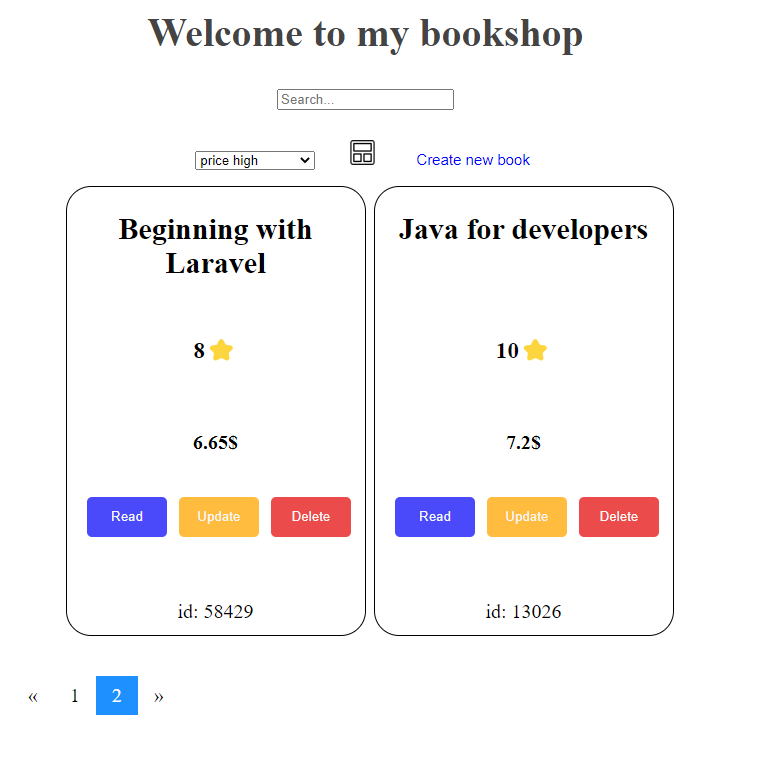 Welcome to my bookshop
Search...
price high
Create new book
Beginning with
Laravel
8
6.65$
Read Update Delete
id: 58429
Java for developers
10
7.2$
Read Update Delete
id: 13026
« 1 2 »